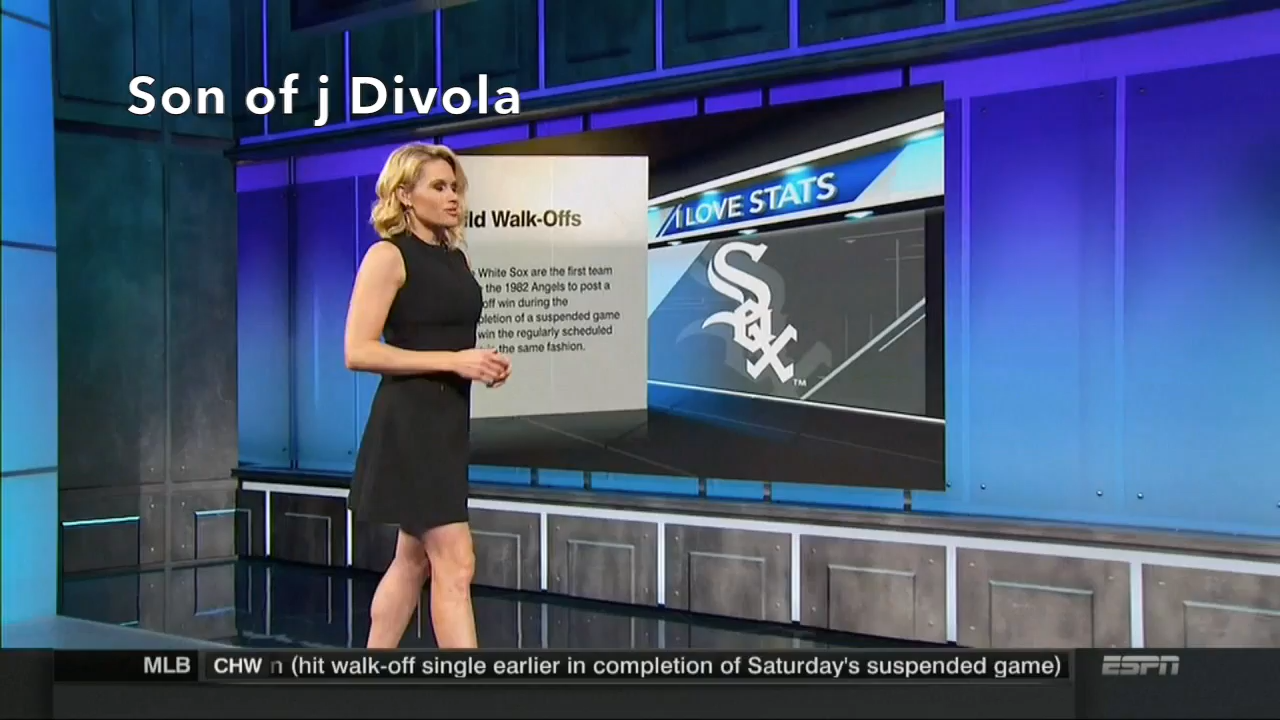 Son of j Divola
ild Walk-Offs
I LOVE STATS
White Sox are the first team
the 1982 Angels to post a
off win during the
pletion of a suspended game
win the regularly scheduled
the same fashion.
Sox
TM
MLB CHW n (hit walk-off single earlier in completion of Saturday's suspended game) ESPN